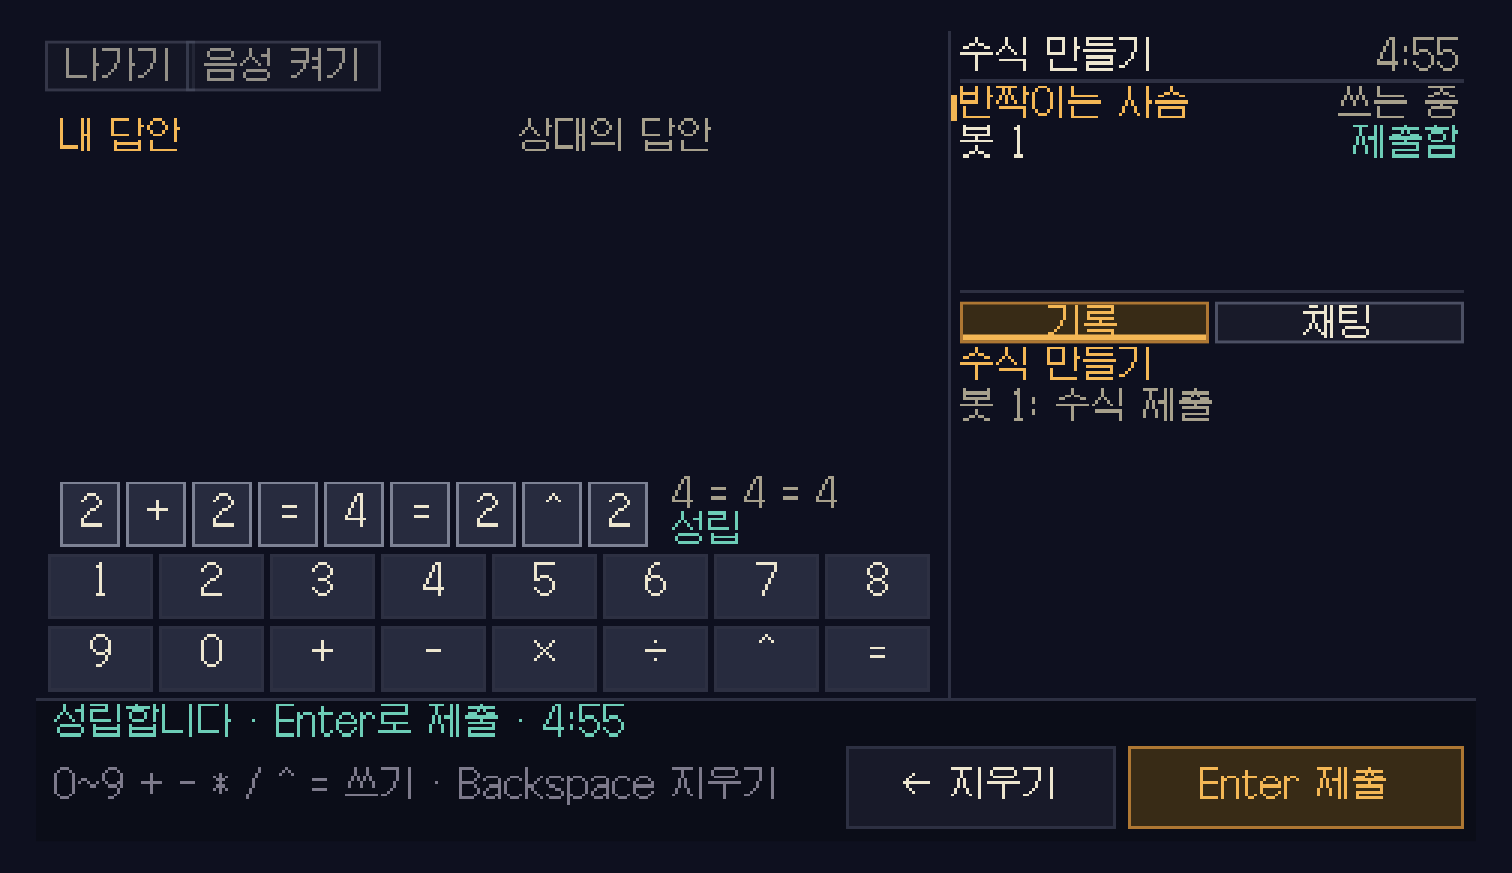 나가기 음성 켜기
내 답안 상대의 답안
수식 만들기 4:55
반짝이는 사슴 쓰는 중
봇 1 제출함
기록 채팅
수식 만들기
봇 1: 수식 제출
2 + 2 = 4 = 2 ^ 2
4 = 4 = 4
성립
1 2 3 4 5 6 7 8
9 0 + - × ÷ ^ =
성립합니다 · Enter로 제출 · 4:55
0~9 + - * / ^ = 쓰기 · Backspace 지우기
← 지우기
Enter 제출